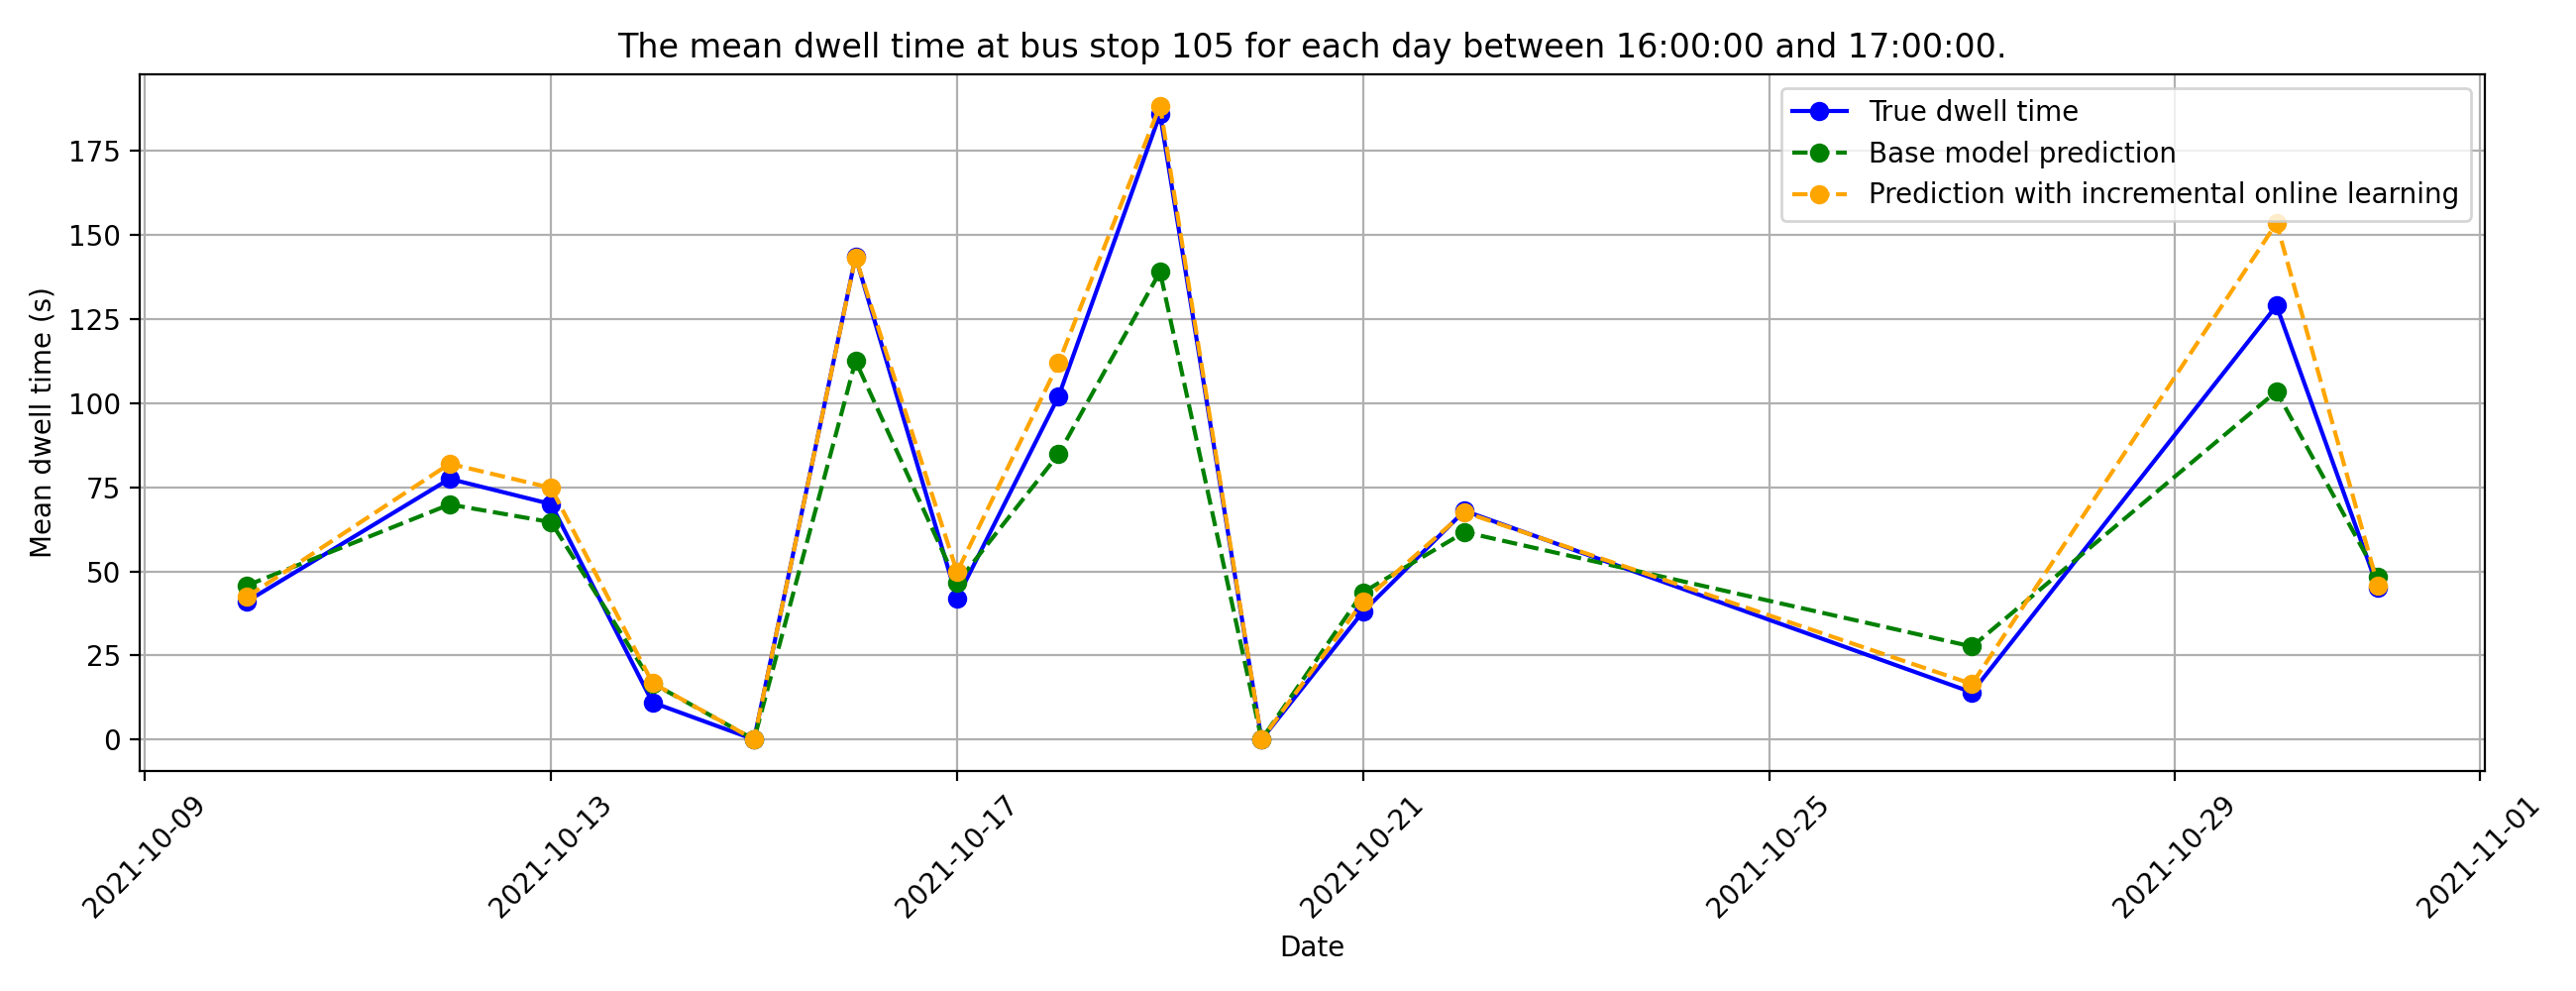 The mean dwell time at bus stop 105 for each day between 16:00:00 and 17:00:00.
True dwell time
Base model prediction
Prediction with incremental online learning
Mean dwell time (s)
175
150
125
100
75
50
25
0
2021-10-09
2021-10-13
2021-10-17
2021-10-21
2021-10-25
2021-10-29
2021-11-01
Date